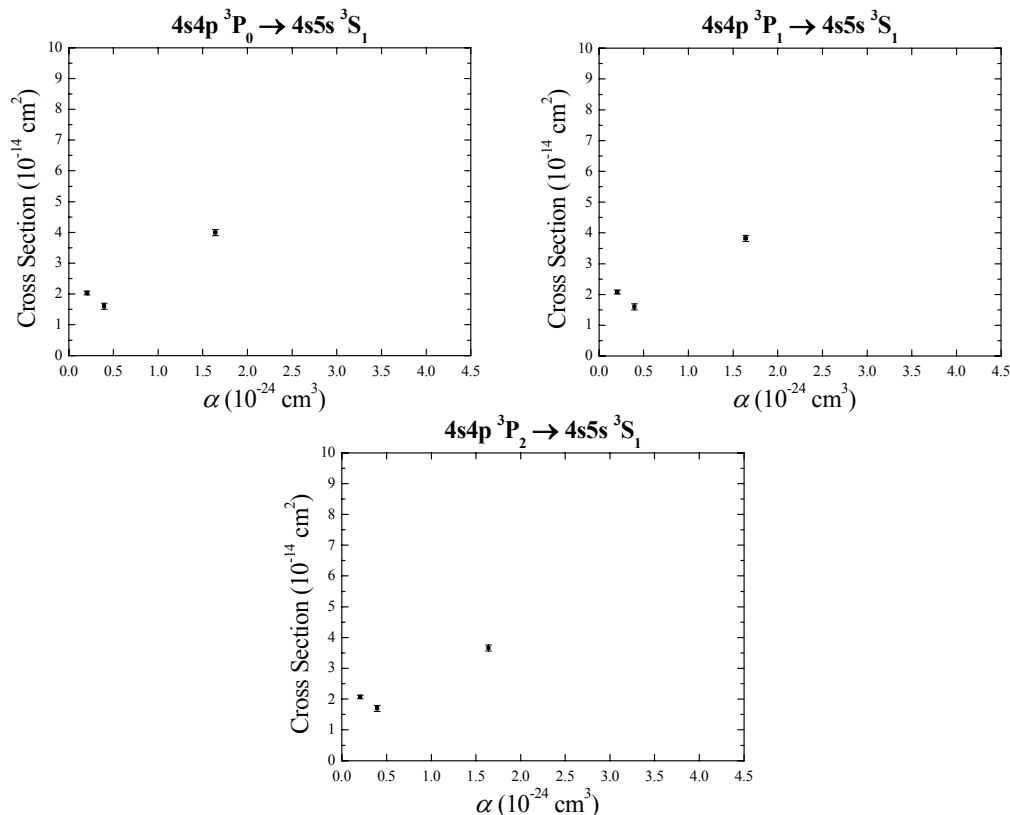 4s4p ³P₀ → 4s5s ³S₁
10
9
8
7
6
5
4
3
2
1
0
Cross Section (10⁻¹⁴ cm²)
0.0 0.5 1.0 1.5 2.0 2.5 3.0 3.5 4.0 4.5
α (10⁻²⁴ cm³)
4s4p ³P₁ → 4s5s ³S₁
10
9
8
7
6
5
4
3
2
1
0
Cross Section (10⁻¹⁴ cm²)
0.0 0.5 1.0 1.5 2.0 2.5 3.0 3.5 4.0 4.5
α (10⁻²⁴ cm³)
4s4p ³P₂ → 4s5s ³S₁
10
9
8
7
6
5
4
3
2
1
0
Cross Section (10⁻¹⁴ cm²)
0.0 0.5 1.0 1.5 2.0 2.5 3.0 3.5 4.0 4.5
α (10⁻²⁴ cm³)